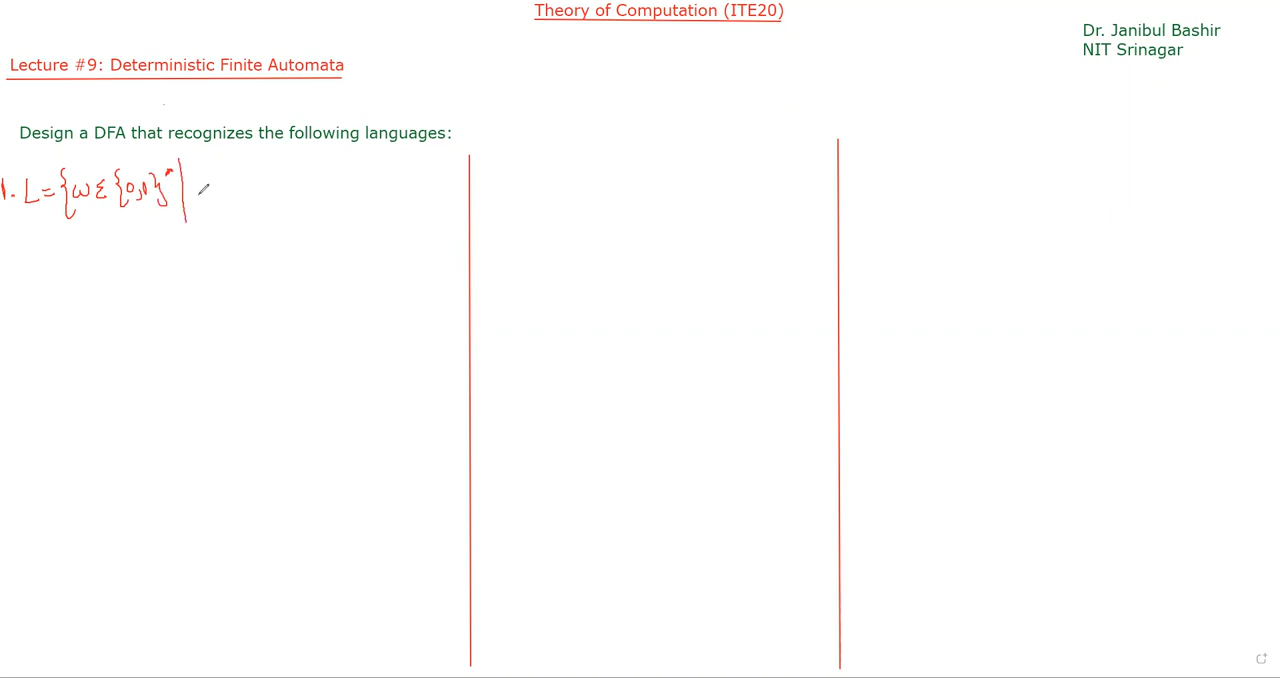 Theory of Computation (ITE20)
Dr. Janibul Bashir
NIT Srinagar
Lecture #9: Deterministic Finite Automata
Design a DFA that recognizes the following languages:
1. L = {ω ∈ {0,1}* |